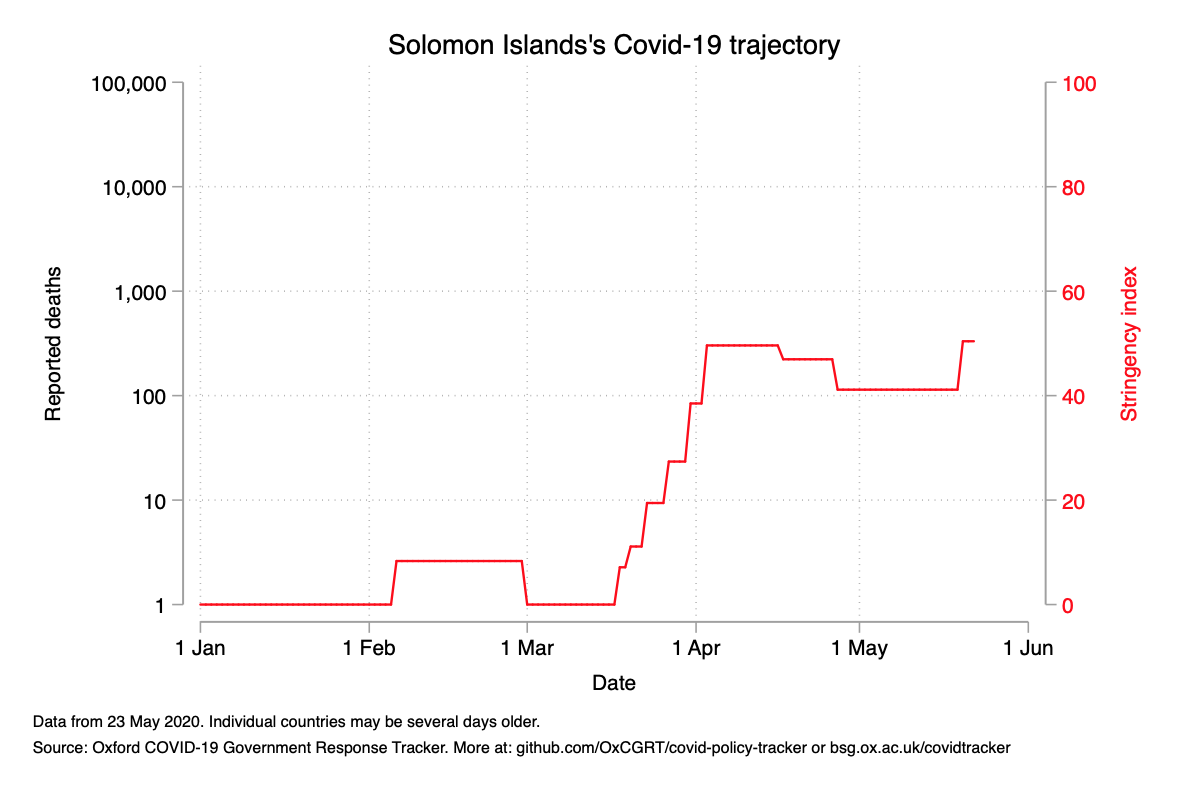 Solomon Islands's Covid-19 trajectory
100,000
10,000
1,000
100
10
1
Reported deaths
100
80
60
40
20
0
Stringency index
1 Jan 1 Feb 1 Mar 1 Apr 1 May 1 Jun
Date
Data from 23 May 2020. Individual countries may be several days older.
Source: Oxford COVID-19 Government Response Tracker. More at: github.com/OxCGRT/covid-policy-tracker or bsg.ox.ac.uk/covidtracker